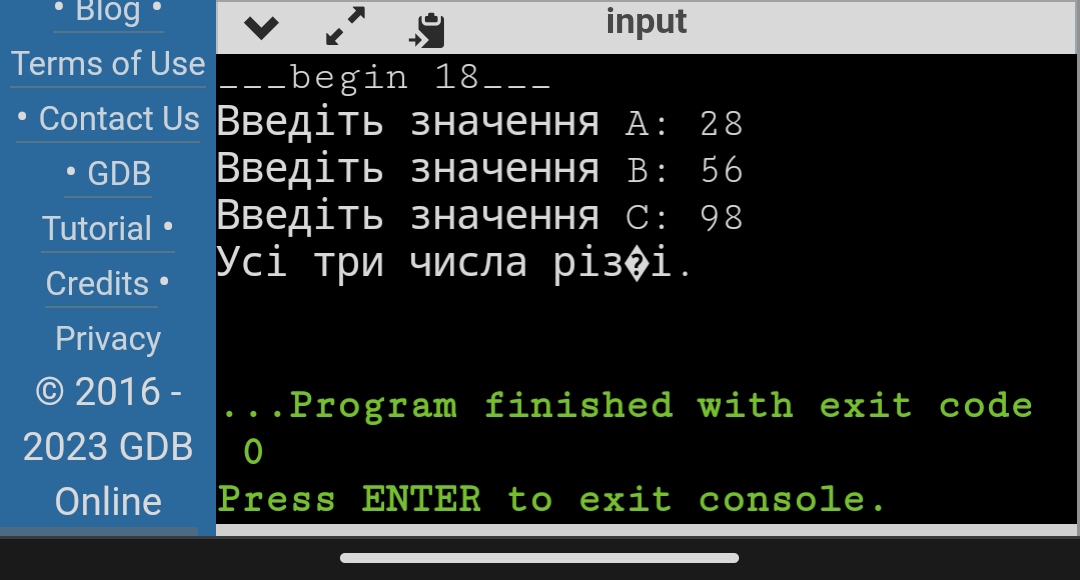 • Blog •
Terms of Use
• Contact Us
• GDB
Tutorial •
Credits •
Privacy
© 2016 -
2023 GDB
Online
input
___begin 18___
Введіть значення A: 28
Введіть значення B: 56
Введіть значення C: 98
Усі три числа різ�і.
...Program finished with exit code
0
Press ENTER to exit console.